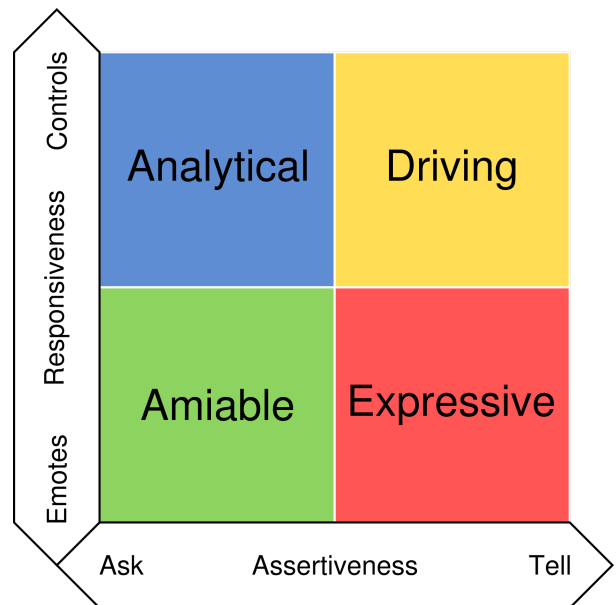 Controls
Responsiveness
Emotes
Analytical
Driving
Amiable
Expressive
Ask
Assertiveness
Tell